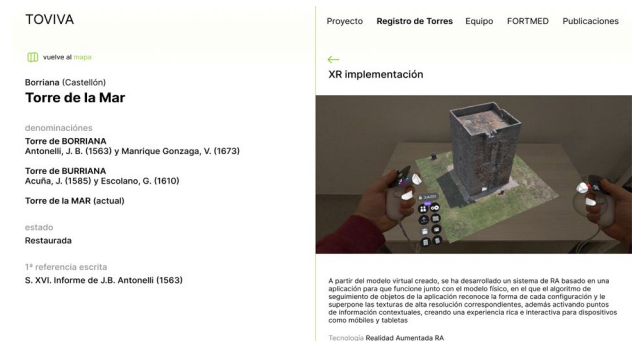 TOVIVA
Proyecto Registro de Torres Equipo FORTMED Publicaciones
vuelve al mapa
Borriana (Castellón)
Torre de la Mar
denominaciónes
Torre de BORRIANA
Antonelli, J. B. (1563) y Manrique Gonzaga, V. (1673)
Torre de BURRIANA
Acuña, J. (1585) y Escolano, G. (1610)
Torre de la MAR (actual)
estado
Restaurada
1ª referencia escrita
S. XVI. Informe de J.B. Antonelli (1563)
XR implementación
A partir del modelo virtual creado, se ha desarrollado un sistema de RA basado en una
aplicación para que funcione junto con el modelo físico, en el que el algoritmo de
seguimiento de objetos de la aplicación reconoce la forma de cada configuración y le
superpone las texturas de alta resolución correspondientes, además activando puntos
de información contextuales, creando una experiencia rica e interactiva para dispositivos
como móbiles y tabletas
Tecnología Realidad Aumentada RA